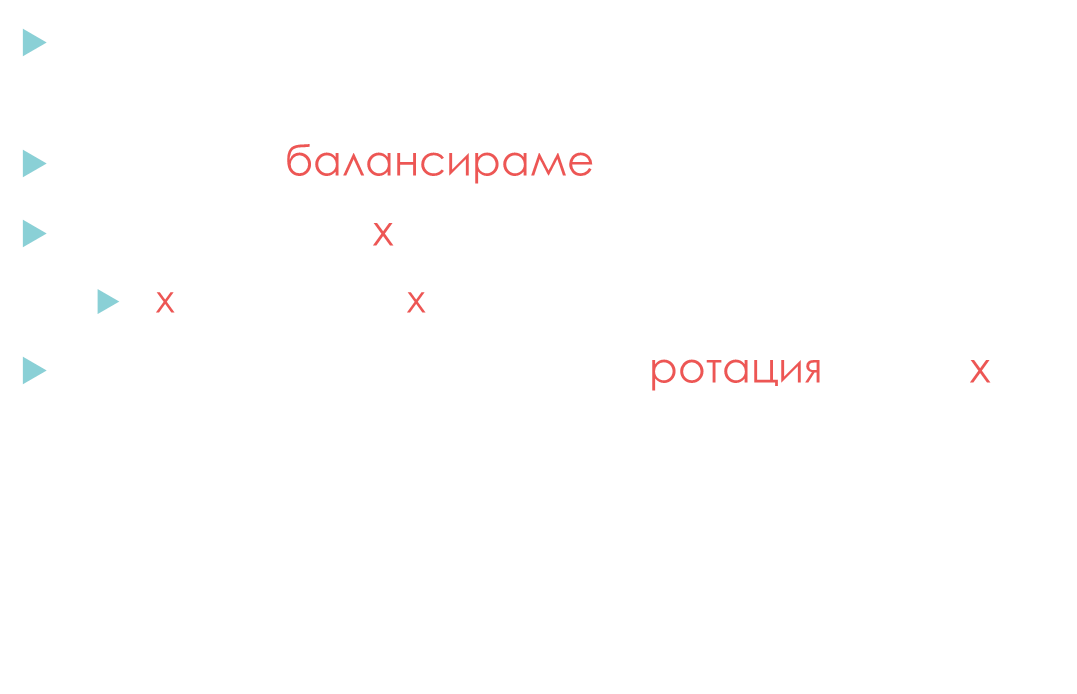 балансираме
х
х х
ротация х